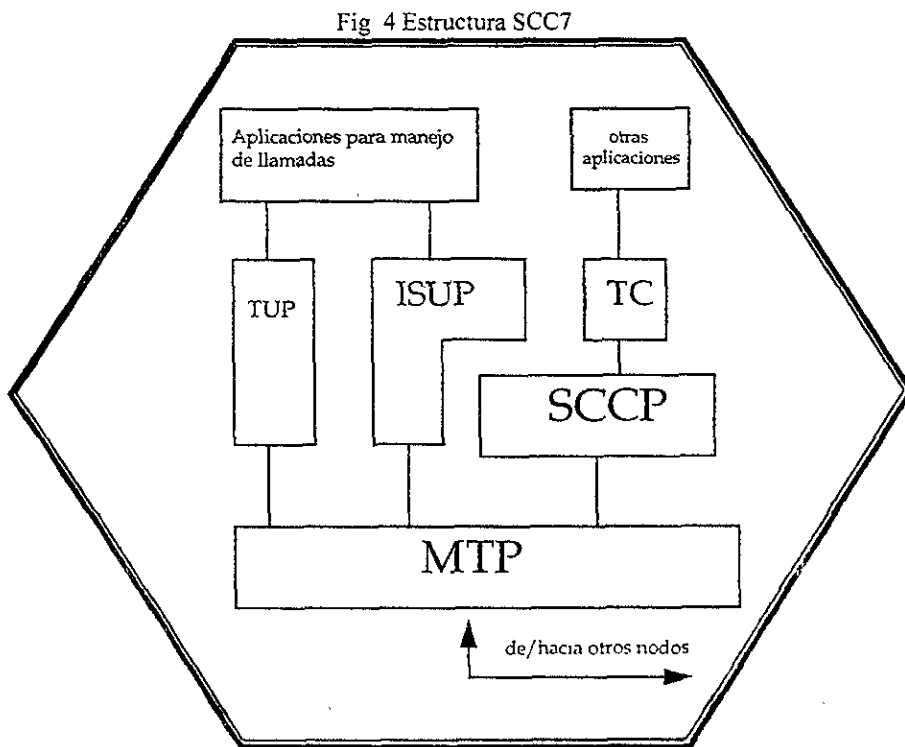 Fig 4 Estructura SCC7
Aplicaciones para manejo
de llamadas
otras
aplicaciones
TUP
ISUP
TC
SCCP
MTP
de/hacia otros nodos